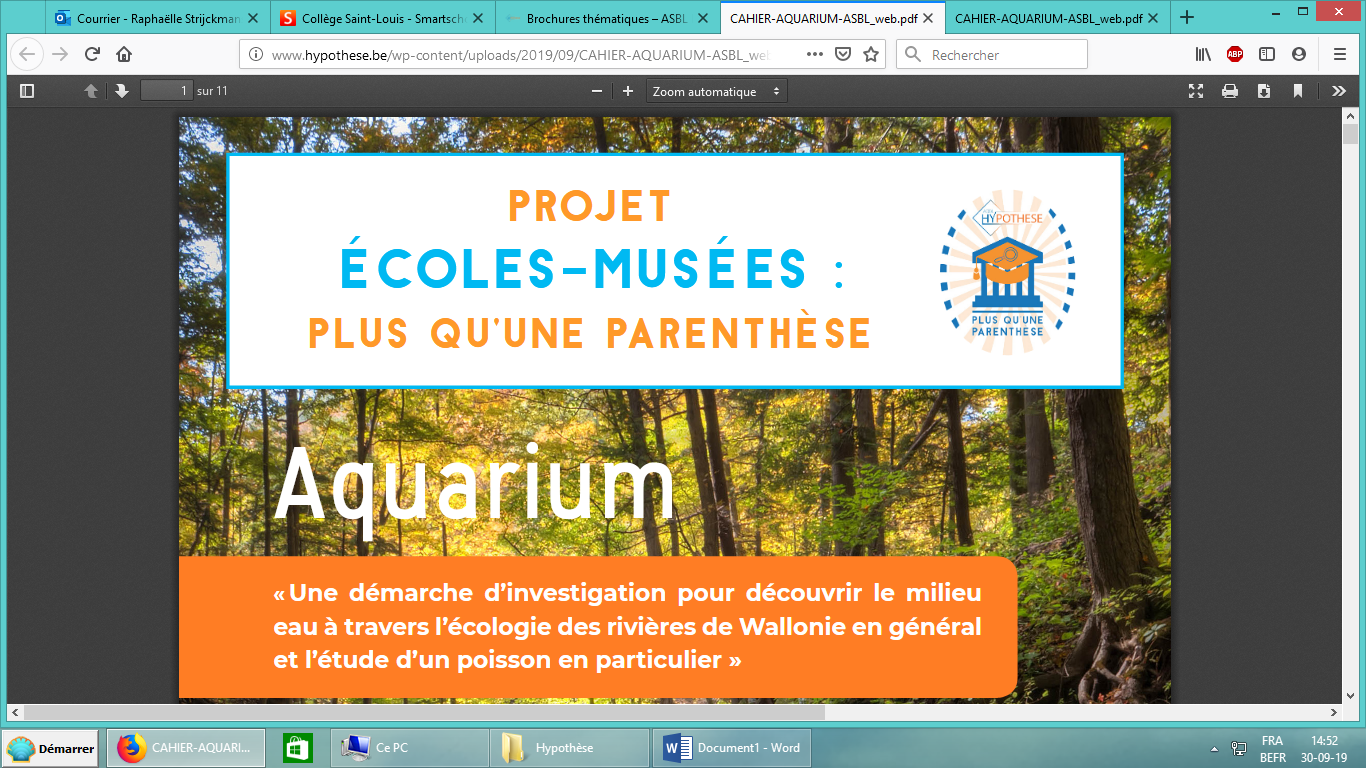 Courrier - Raphaëlle Strijckman
Collège Saint-Louis - Smartsch
Brochures thématiques – ASBL
CAHIER-AQUARIUM-ASBL_web.pdf
CAHIER-AQUARIUM-ASBL_web.pdf
www.hypothese.be/wp-content/uploads/2019/09/CAHIER-AQUARIUM-ASBL_web
Rechercher
ABP
1 sur 11
Zoom automatique
PROJET
ÉCOLES-MUSÉES :
PLUS QU'UNE PARENTHÈSE
HYPOTHESE
PLUS QU'UNE
PARENTHESE
Aquarium
« Une démarche d’investigation pour découvrir le milieu
eau à travers l’écologie des rivières de Wallonie en général
et l’étude d’un poisson en particulier »
Démarrer
CAHIER-AQUARI...
Ce PC
Hypothèse
Document1 - Word
FRA
BEFR
14:52
30-09-19